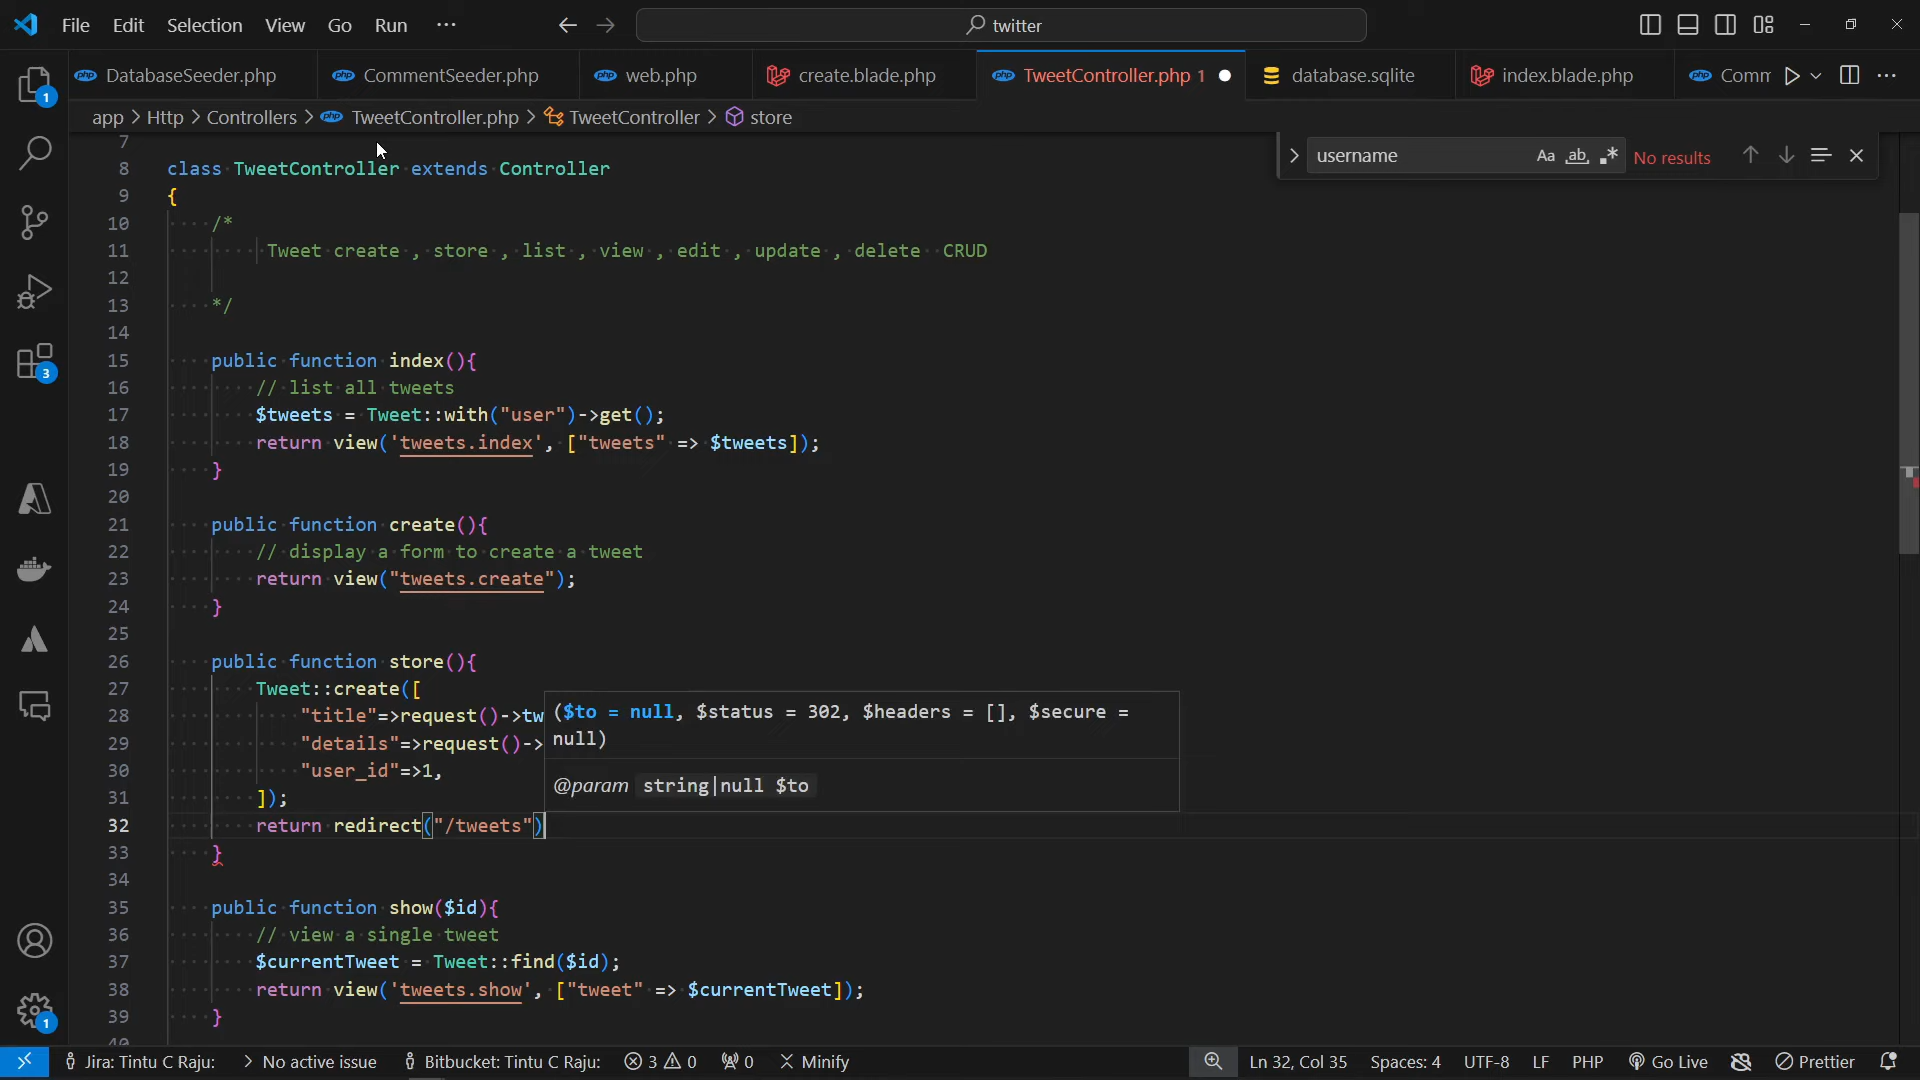 File Edit Selection View Go Run ··· twitter
DatabaseSeeder.php CommentSeeder.php web.php create.blade.php TweetController.php 1 database.sqlite index.blade.php Comm
app > Http > Controllers > TweetController.php > TweetController > store
username Aa ab No results
7
8 class TweetController extends Controller
9 {
10 /*
11 Tweet create , store , list , view , edit , update , delete  CRUD
12
13 */
14
15 public function index(){
16 // list all tweets
17 $tweets = Tweet::with("user")->get();
18 return view('tweets.index', ["tweets" => $tweets]);
19 }
20
21 public function create(){
22 // display a form to create a tweet
23 return view("tweets.create");
24 }
25
26 public function store(){
27 Tweet::create([
28 "title"=>request()->tw
29 "details"=>request()->
30 "user_id"=>1,
31 ]);
32 return redirect("/tweets")
33 }
34
35 public function show($id){
36 // view a single tweet
37 $currentTweet = Tweet::find($id);
38 return view('tweets.show', ["tweet" => $currentTweet]);
39 }
40
($to = null, $status = 302, $headers = [], $secure =
null)
@param string|null $to
1
3
1
Jira: Tintu C Raju: > No active issue Bitbucket: Tintu C Raju: 3 0 0 Minify Ln 32, Col 35 Spaces: 4 UTF-8 LF PHP Go Live Prettier